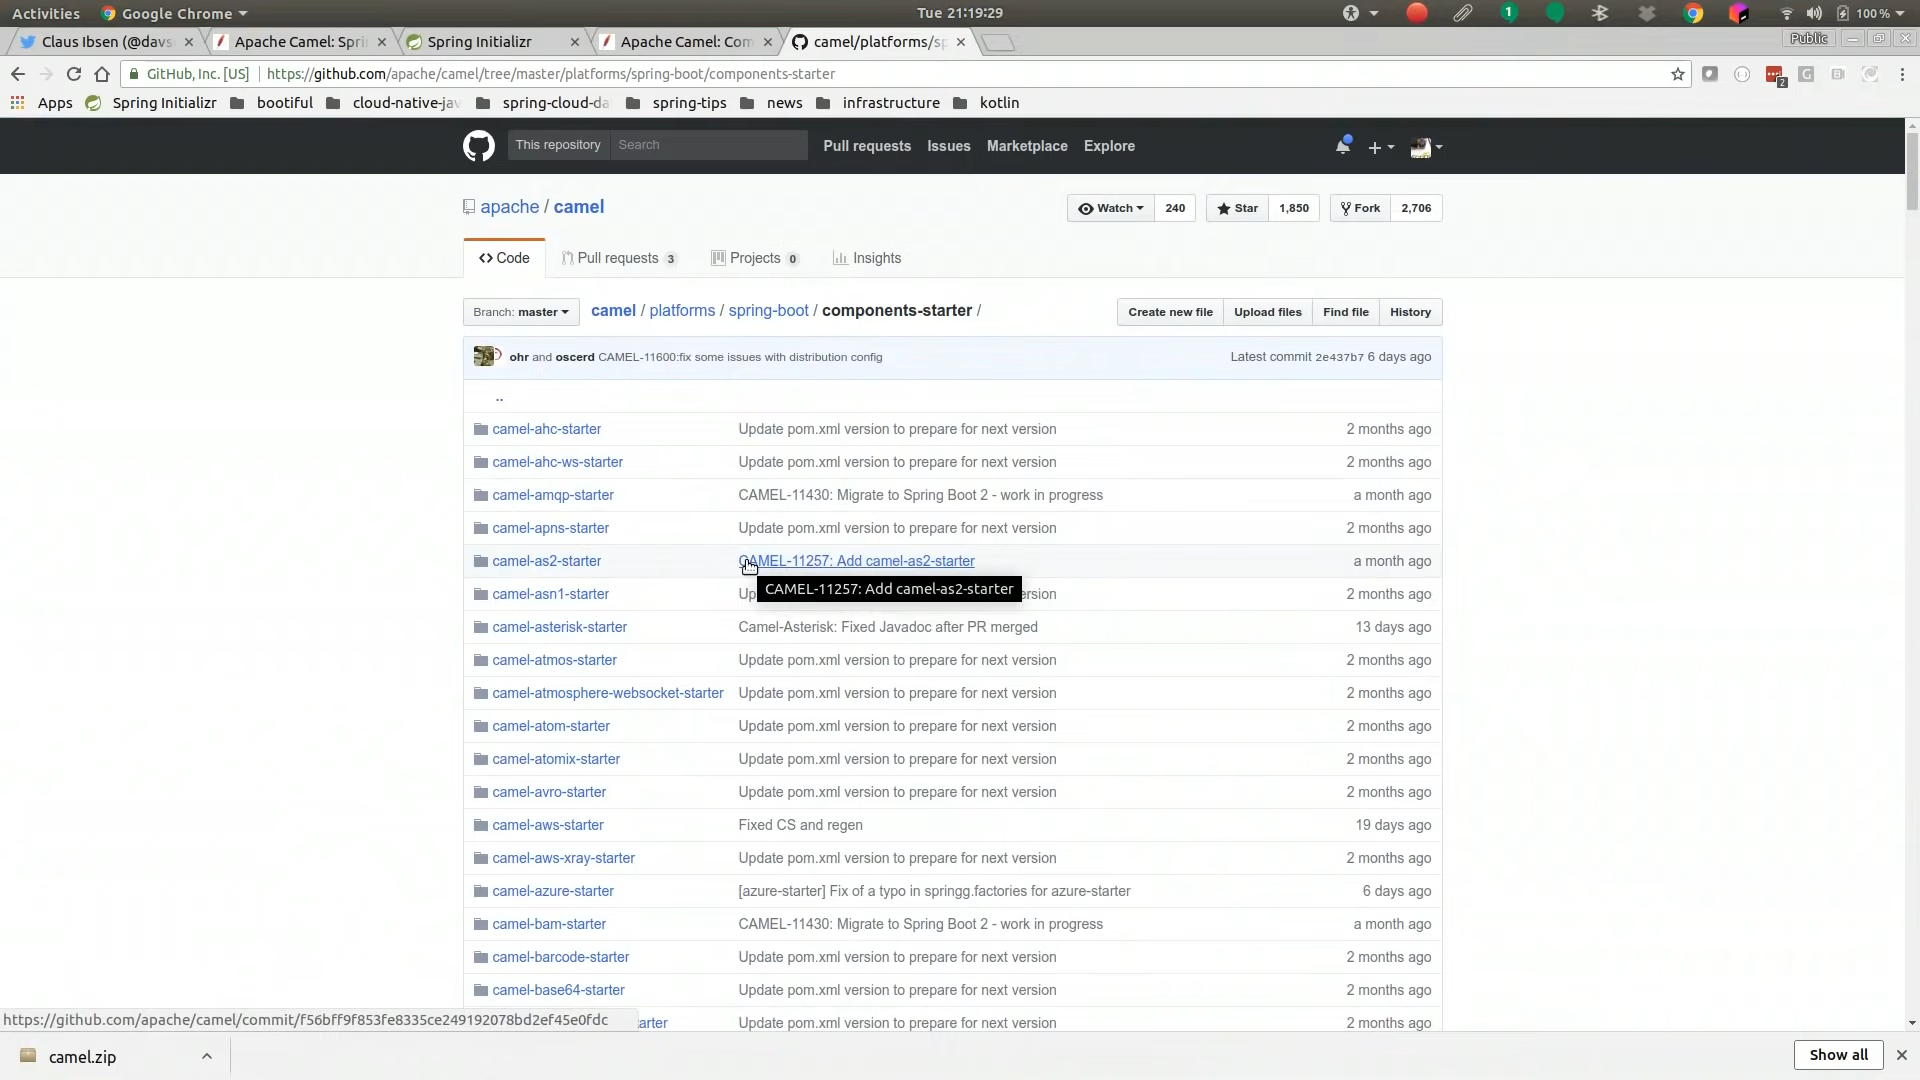 Activities Google Chrome Tue 21:19:29 1 100 %
Claus Ibsen (@davs Apache Camel: Spri Spring Initializr Apache Camel: Com camel/platforms/sp Public
GitHub, Inc. [US] https://github.com/apache/camel/tree/master/platforms/spring-boot/components-starter 2
Apps Spring Initializr bootiful cloud-native-jav spring-cloud-da spring-tips news infrastructure kotlin
This repository Search Pull requests Issues Marketplace Explore
apache / camel Watch 240 Star 1,850 Fork 2,706
Code Pull requests 3 Projects 0 Insights
Branch: master camel / platforms / spring-boot / components-starter / Create new file Upload files Find file History
ohr and oscerd CAMEL-11600:fix some issues with distribution config Latest commit 2e437b7 6 days ago
..
camel-ahc-starter Update pom.xml version to prepare for next version 2 months ago
camel-ahc-ws-starter Update pom.xml version to prepare for next version 2 months ago
camel-amqp-starter CAMEL-11430: Migrate to Spring Boot 2 - work in progress a month ago
camel-apns-starter Update pom.xml version to prepare for next version 2 months ago
camel-as2-starter CAMEL-11257: Add camel-as2-starter a month ago
CAMEL-11257: Add camel-as2-starter
camel-asn1-starter Up ersion 2 months ago
camel-asterisk-starter Camel-Asterisk: Fixed Javadoc after PR merged 13 days ago
camel-atmos-starter Update pom.xml version to prepare for next version 2 months ago
camel-atmosphere-websocket-starter Update pom.xml version to prepare for next version 2 months ago
camel-atom-starter Update pom.xml version to prepare for next version 2 months ago
camel-atomix-starter Update pom.xml version to prepare for next version 2 months ago
camel-avro-starter Update pom.xml version to prepare for next version 2 months ago
camel-aws-starter Fixed CS and regen 19 days ago
camel-aws-xray-starter Update pom.xml version to prepare for next version 2 months ago
camel-azure-starter [azure-starter] Fix of a typo in springg.factories for azure-starter 6 days ago
camel-bam-starter CAMEL-11430: Migrate to Spring Boot 2 - work in progress a month ago
camel-barcode-starter Update pom.xml version to prepare for next version 2 months ago
camel-base64-starter Update pom.xml version to prepare for next version 2 months ago
https://github.com/apache/camel/commit/f56bff9f853fe8335ce249192078bd2ef45e0fdc arter Update pom.xml version to prepare for next version 2 months ago
camel.zip Show all